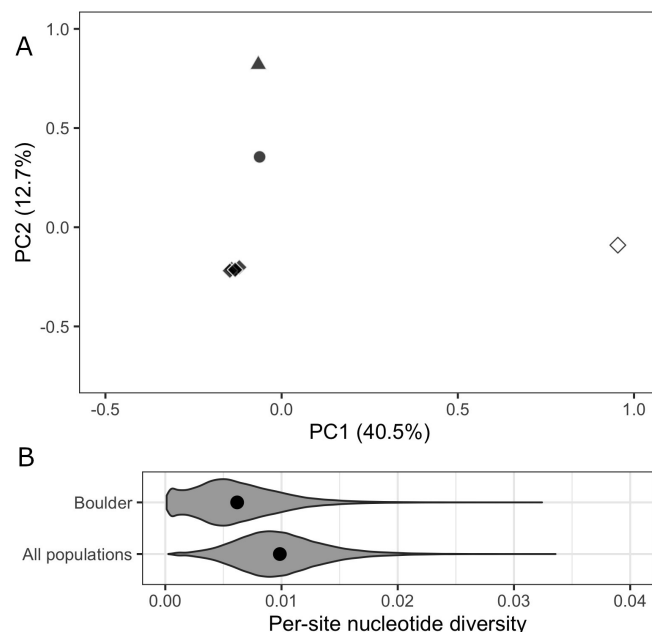 A
1.0
0.5
0.0
-0.5
PC2 (12.7%)
-0.5 0.0 0.5 1.0
PC1 (40.5%)
B
Boulder
All populations
0.00 0.01 0.02 0.03 0.04
Per-site nucleotide diversity